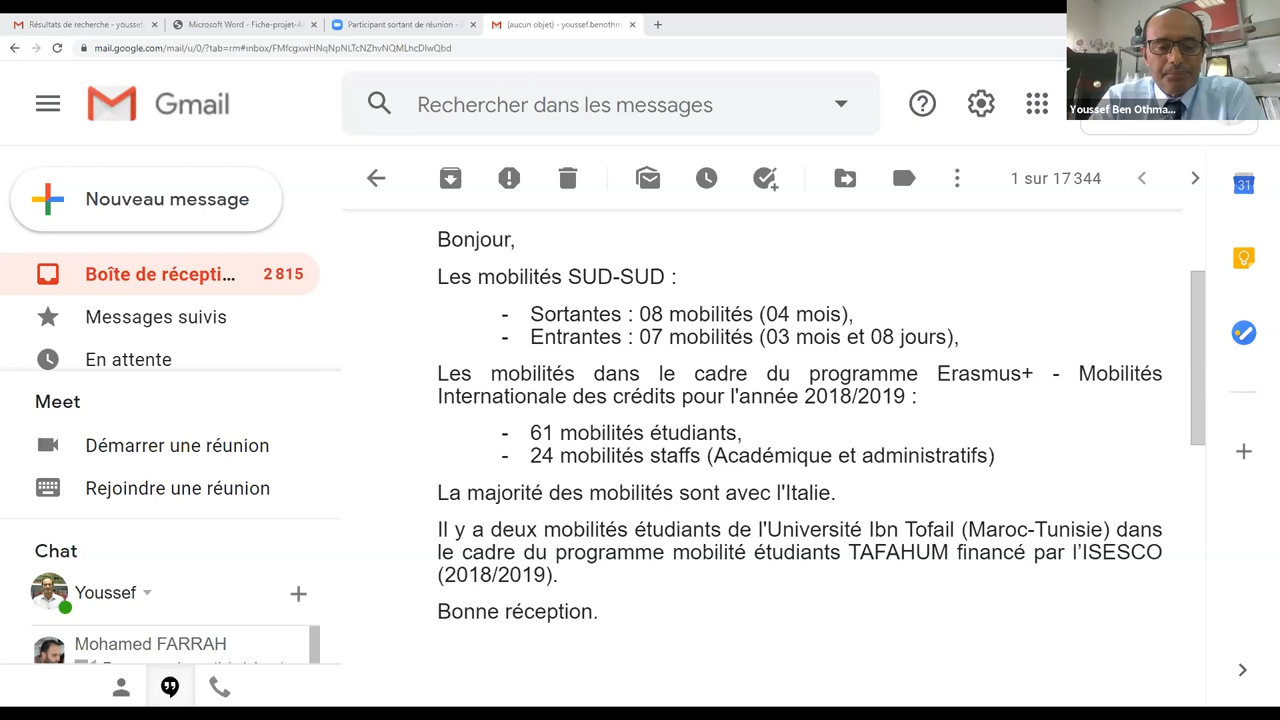 Résultats de recherche - youssef.
Microsoft Word - Fiche-projet-Al
Participant sortant de réunion -
(aucun objet) - youssef.benothm
mail.google.com/mail/u/0/?tab=rm#inbox/FMfcgxwHNqNpNLTcNZhvNQMLhcDlwQbd
Youssef Ben Othma...
Gmail
Rechercher dans les messages
Nouveau message
1 sur 17 344
31
Boîte de récepti... 2 815
Messages suivis
En attente
Meet
Démarrer une réunion
Rejoindre une réunion
Chat
Youssef
Mohamed FARRAH
Bonjour,
Les mobilités SUD-SUD :
- Sortantes : 08 mobilités (04 mois),
- Entrantes : 07 mobilités (03 mois et 08 jours),
Les mobilités dans le cadre du programme Erasmus+ - Mobilités
Internationale des crédits pour l'année 2018/2019 :
- 61 mobilités étudiants,
- 24 mobilités staffs (Académique et administratifs)
La majorité des mobilités sont avec l'Italie.
Il y a deux mobilités étudiants de l'Université Ibn Tofail (Maroc-Tunisie) dans
le cadre du programme mobilité étudiants TAFAHUM financé par l'ISESCO
(2018/2019).
Bonne réception.